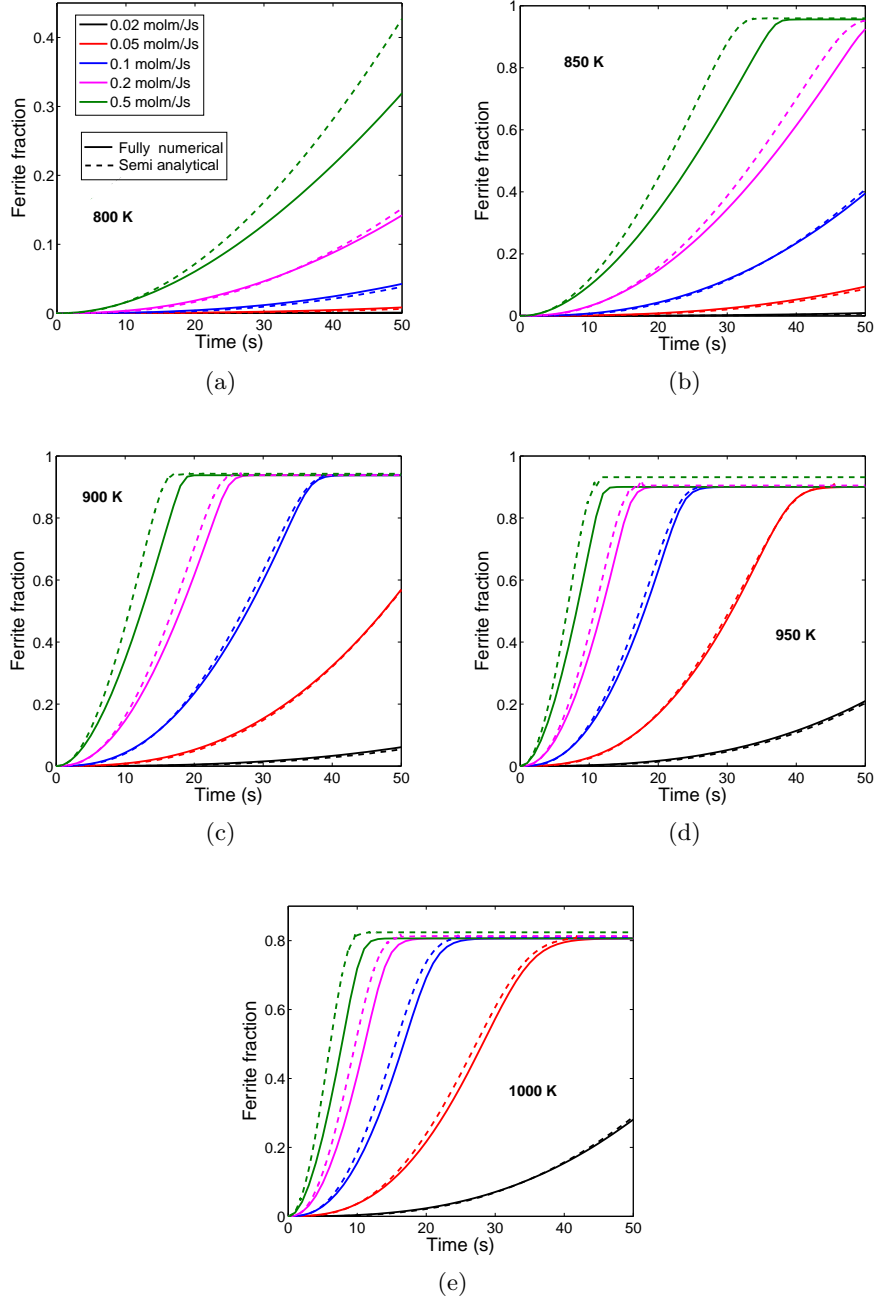 0.4
0.3
0.2
0.1
0
0.02 molm/Js
0.05 molm/Js
0.1 molm/Js
0.2 molm/Js
0.5 molm/Js
Fully numerical
Semi analytical
800 K
Ferrite fraction
0 10 20 30 40 50
Time (s)
(a)
1
0.8
0.6
0.4
0.2
0
850 K
Ferrite fraction
0 10 20 30 40 50
Time (s)
(b)
1
0.8
0.6
0.4
0.2
0
900 K
Ferrite fraction
0 10 20 30 40 50
Time (s)
(c)
1
0.8
0.6
0.4
0.2
0
950 K
Ferrite fraction
0 10 20 30 40 50
Time (s)
(d)
0.8
0.6
0.4
0.2
0
1000 K
Ferrite fraction
0 10 20 30 40 50
Time (s)
(e)